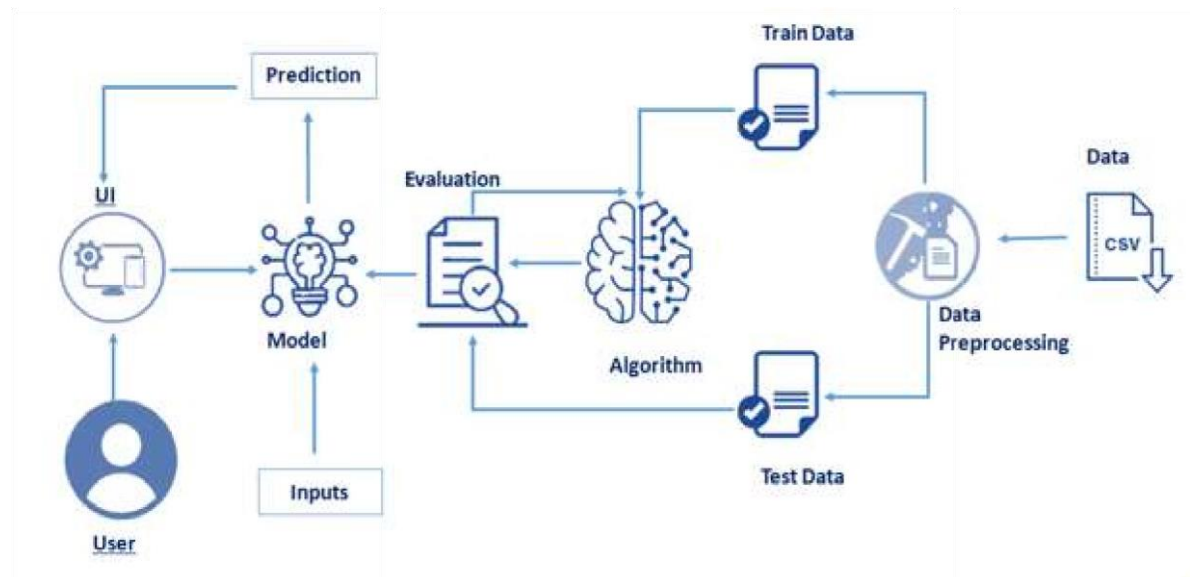 Train Data
Prediction
Data
Evaluation
UI
CSV
Data
Preprocessing
Model
Algorithm
Test Data
Inputs
User